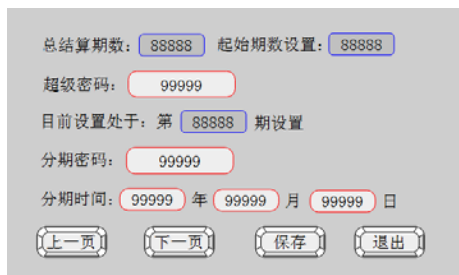 总结算期数: 88888 起始期数设置: 88888
超级密码: 99999
目前设置处于: 第 88888 期设置
分期密码: 99999
分期时间: 99999 年 99999 月 99999 日
上一页 下一页 保存 退出